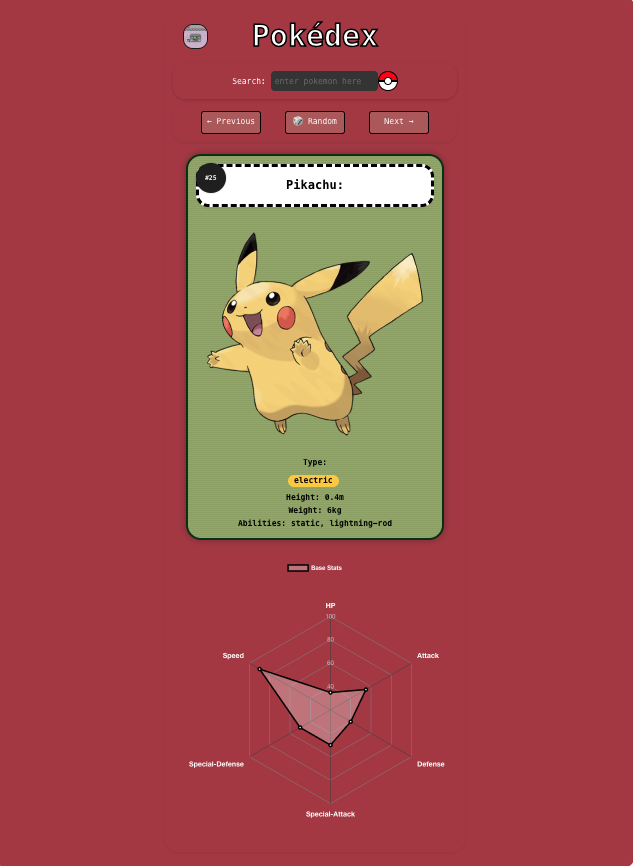 Pokédex
Search: enter pokemon here
← Previous 🎲 Random Next →
#25
Pikachu:
Type:
electric
Height: 0.4m
Weight: 6kg
Abilities: static, lightning-rod
Base Stats
HP
100
80
60
40
Speed
Attack
Special-Defense
Defense
Special-Attack